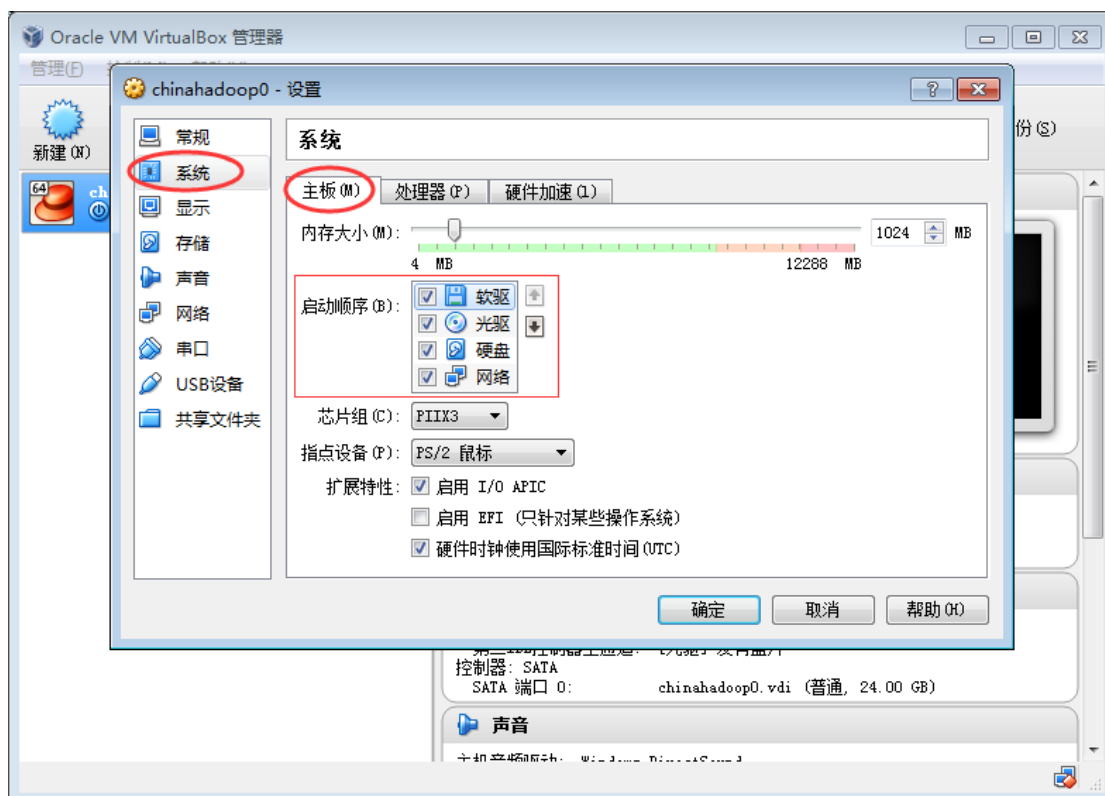 Oracle VM VirtualBox 管理器
管理(F)
chinahadoop0 - 设置
新建(N)
份(S)
64
ch
常规
系统
显示
存储
声音
网络
串口
USB设备
共享文件夹
系统
主板(M) 处理器(P) 硬件加速(L)
内存大小(M): 1024 MB
4 MB 12288 MB
启动顺序(B): 软驱
光驱
硬盘
网络
芯片组(C): PIIX3
指点设备(P): PS/2 鼠标
扩展特性: 启用 I/O APIC
启用 EFI (只针对某些操作系统)
硬件时钟使用国际标准时间(UTC)
确定 取消 帮助(H)
控制器: SATA
SATA 端口 0: chinahadoop0.vdi (普通, 24.00 GB)
声音